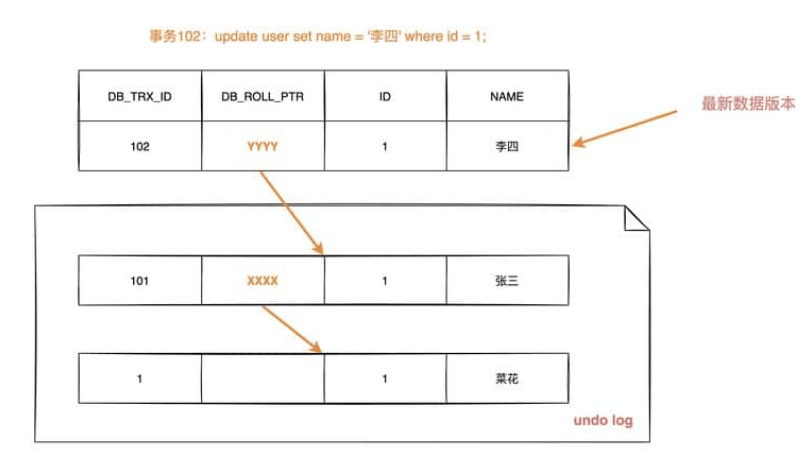 事务102：update user set name = ‘李四’ where id = 1;
DB_TRX_ID DB_ROLL_PTR ID NAME
最新数据版本
102 YYYY 1 李四
101 XXXX 1 张三
1 1 菜花
undo log